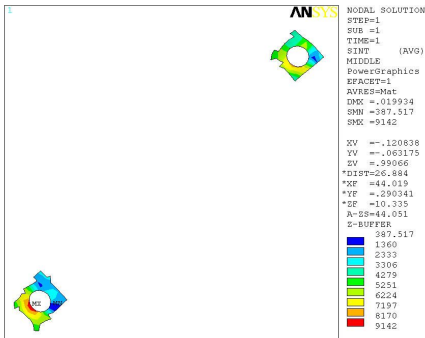 1
ANSYS
NODAL SOLUTION
STEP=1
SUB =1
TIME=1
SINT (AVG)
MIDDLE
PowerGraphics
EFACET=1
AVRES=Mat
DMX =.019934
SMN =387.517
SMX =9142
XV =-.120838
YV =-.063175
ZV =.99066
*DIST=26.884
*XF =44.019
*YF =.290341
*ZF =10.335
A-ZS=44.051
Z-BUFFER
387.517
1360
2333
3306
4279
5251
6224
7197
8170
9142
MX